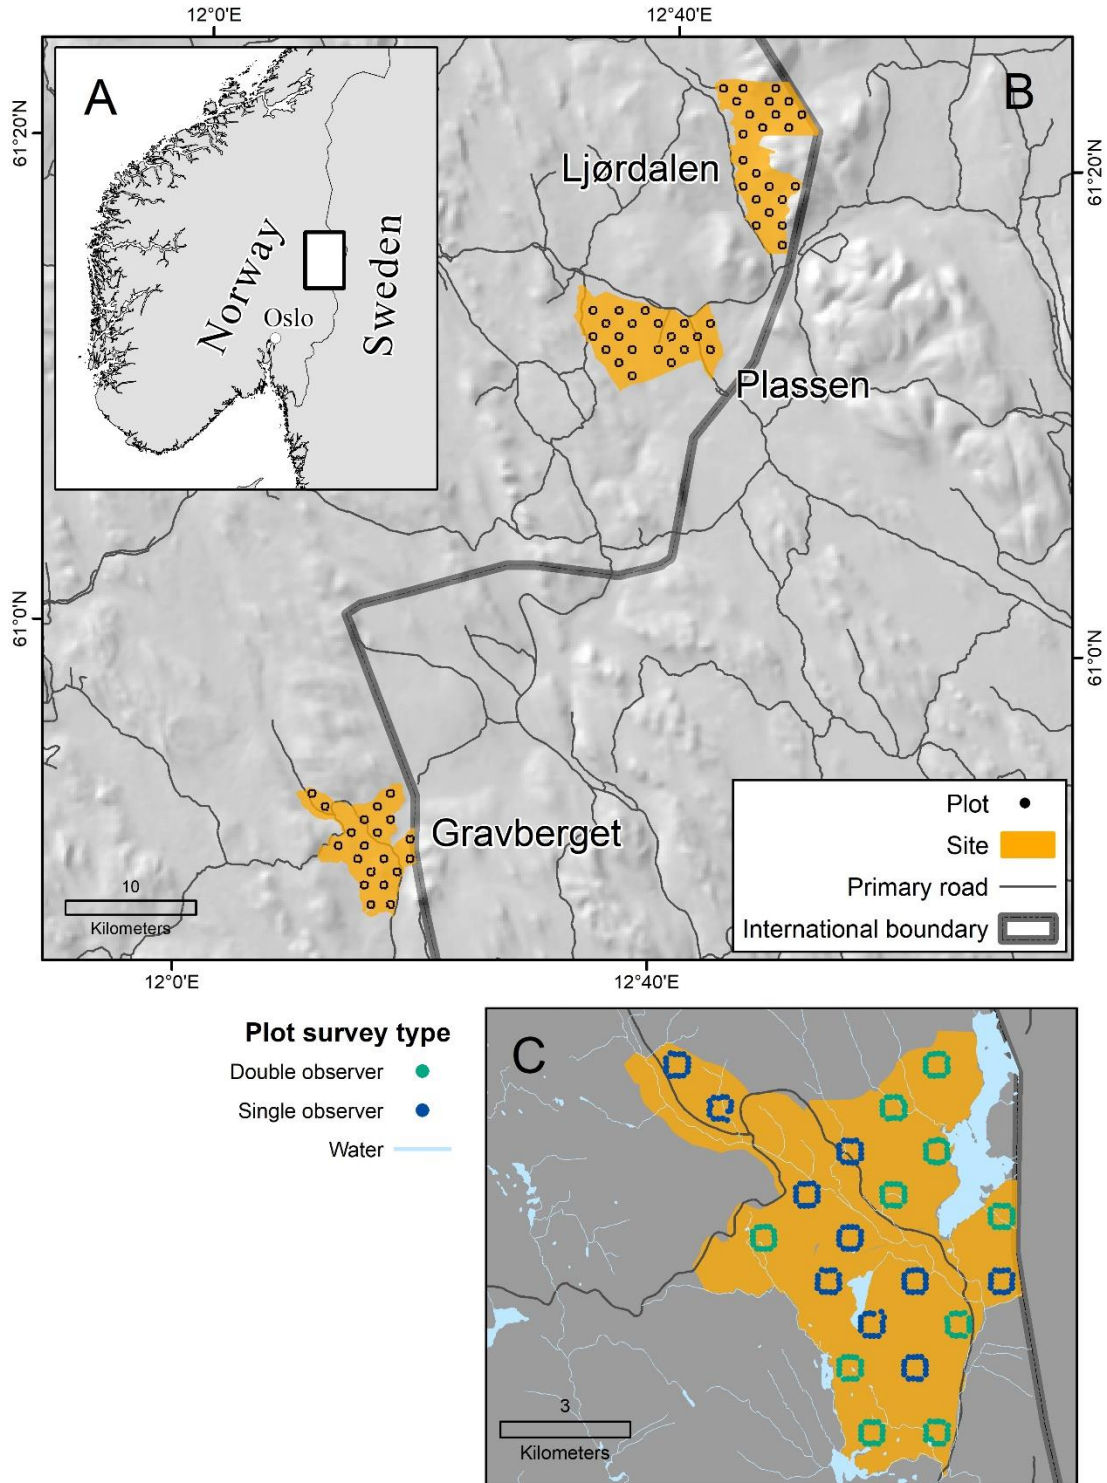 12°0'E
12°40'E
A
B
61°20'N
61°20'N
Ljørdalen
Norway
Sweden
Oslo
Plassen
61°0'N
61°0'N
Gravberget
Plot
Site
Primary road
International boundary
10
Kilometers
12°0'E
12°40'E
Plot survey type
Double observer
Single observer
Water
C
3
Kilometers